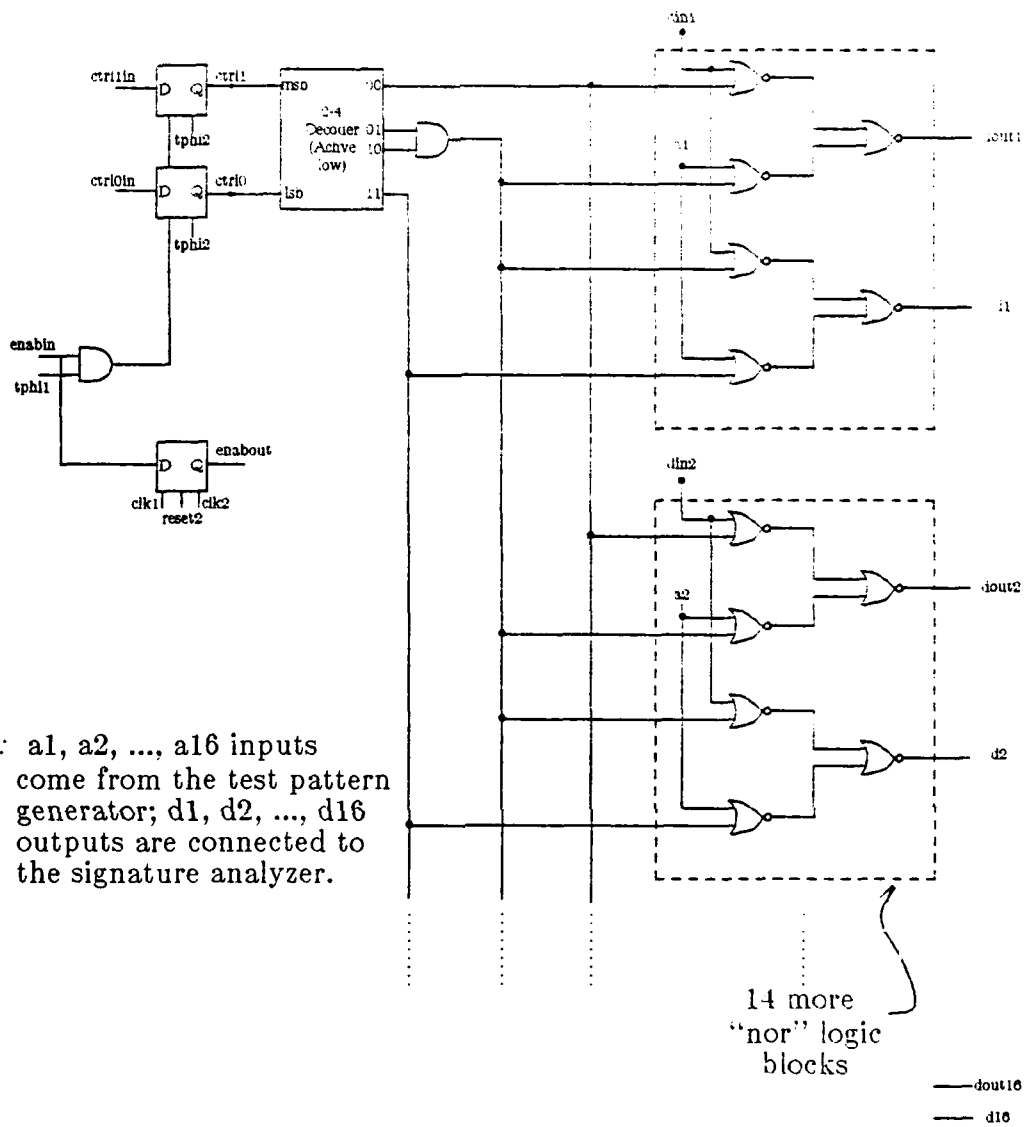 ctrl1in
D Q
ctrl1
tphi2
ctrl0in
D Q
ctrl0
tphi2
msb
00
2-4
Decoder
01
(Active
10
low)
lsb
11
enabin
tphi1
D Q
enabout
clk1
clk2
reset2
din1
a1
dout1
d1
din2
a2
dout2
d2
: a1, a2, ..., a16 inputs
come from the test pattern
generator; d1, d2, ..., d16
outputs are connected to
the signature analyzer.
14 more
“nor” logic
blocks
dout16
d16